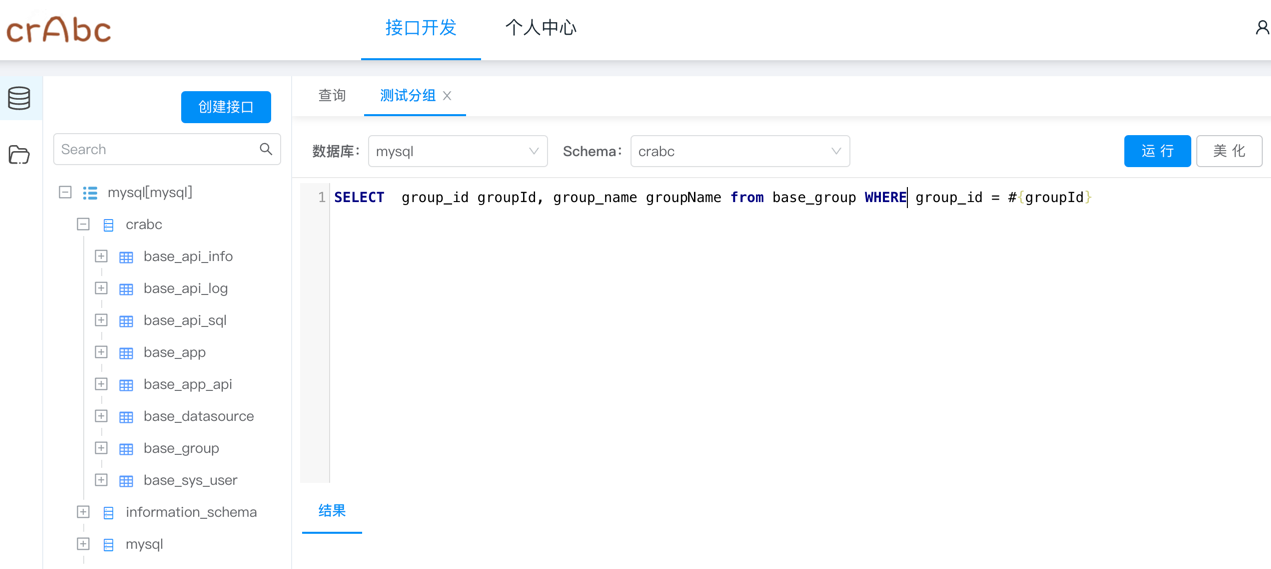 crAbc
接口开发
个人中心
创建接口
查询
测试分组
Search
数据库：
mysql
Schema：
crabc
运 行
美 化
1 SELECT  group_id groupId, group_name groupName from base_group WHERE group_id = #{groupId}
mysql[mysql]
crabc
base_api_info
base_api_log
base_api_sql
base_app
base_app_api
base_datasource
base_group
base_sys_user
information_schema
mysql
结果